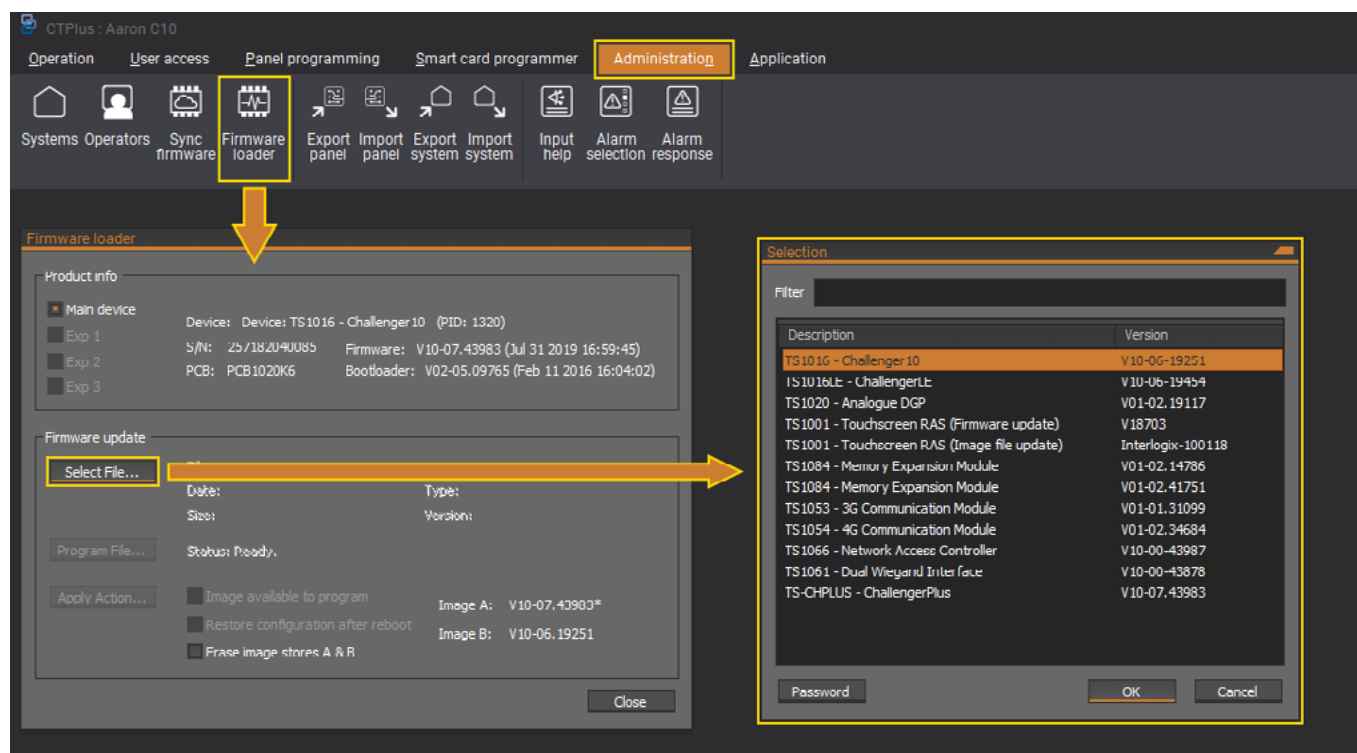 CTPlus : Aaron C10
Operation User access Panel programming Smart card programmer Administration Application
Systems Operators Sync firmware Firmware loader Export panel Import panel Export system Import system Input help Alarm selection Alarm response
Firmware loader
Product info
Main device
Exp 1
Exp 2
Exp 3
Device: Device: TS1016 - Challenger10 (PID: 1320)
S/N: 257182040085 Firmware: V10-07.43983 (Jul 31 2019 16:59:45)
PCB: PCB1020K6 Bootloader: V02-05.09765 (Feb 11 2016 16:04:02)
Firmware update
Select File...
Date: Type:
Size: Version:
Program File... Status: Ready.
Apply Action... Image available to program
Restore configuration after reboot
Erase image stores A & B
Image A: V10-07.43983*
Image B: V10-06.19251
Close
Selection
Filter
Description Version
TS1016 - Challenger10 V10-06-19251
TS1016LE - ChallengerLE V10-06-19454
TS1020 - Analogue DGP V01-02.19117
TS1001 - Touchscreen RAS (Firmware update) V18703
TS1001 - Touchscreen RAS (Image file update) Interlogix-100118
TS1084 - Memory Expansion Module V01-02.14786
TS1084 - Memory Expansion Module V01-02.41751
TS1053 - 3G Communication Module V01-01.31099
TS1054 - 4G Communication Module V01-02.34684
TS1066 - Network Access Controller V10-00-43987
TS1061 - Dual Wiegand Interface V10-00-43878
TS-CHPLUS - ChallengerPlus V10-07.43983
Password OK Cancel